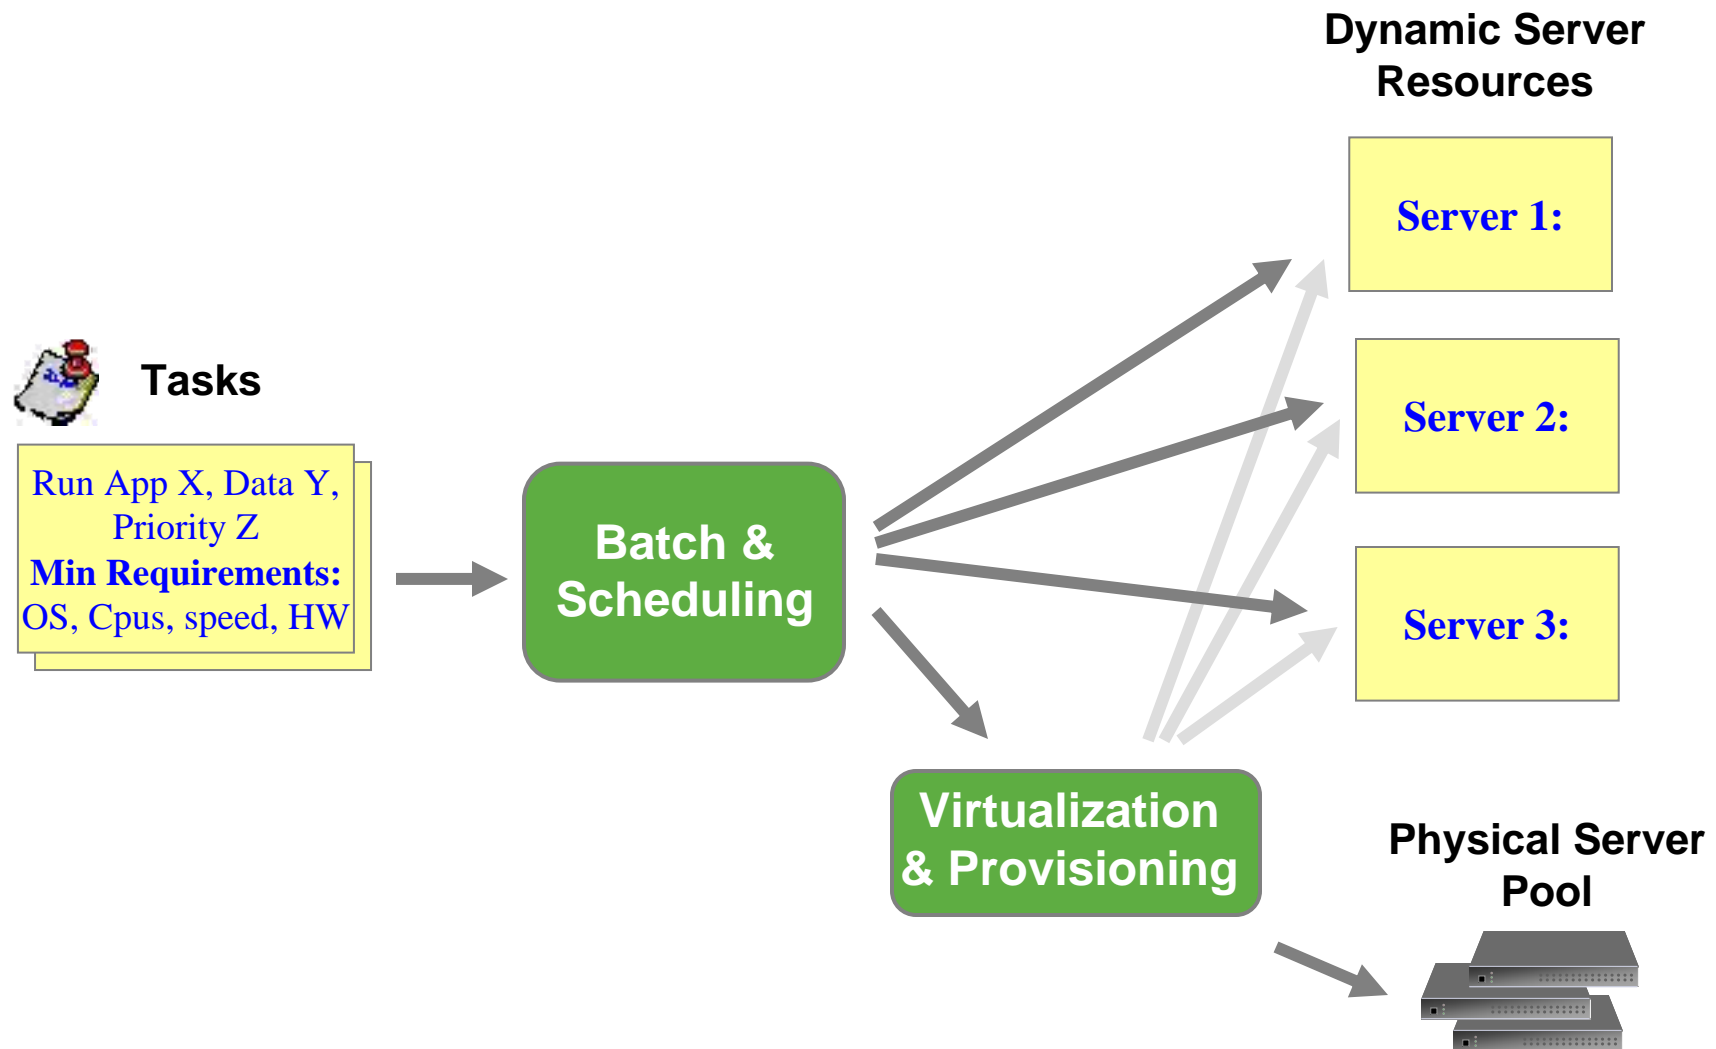 Dynamic Server
Resources
Server 1:
Tasks
Server 2:
Run App X, Data Y,
Priority Z
Min Requirements:
OS, Cpus, speed, HW
Batch &
Scheduling
Server 3:
Virtualization
& Provisioning
Physical Server
Pool